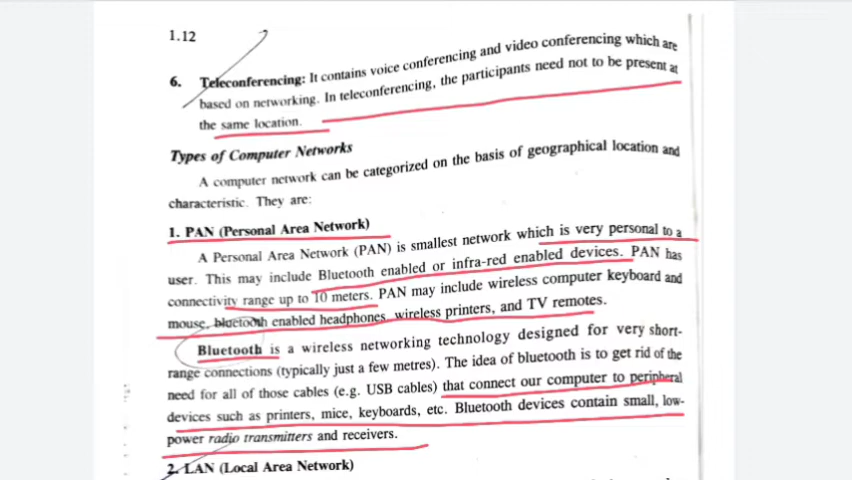 1.12
6. Teleconferencing: It contains voice conferencing and video conferencing which are
based on networking. In teleconferencing, the participants need not to be present at
the same location.
Types of Computer Networks
A computer network can be categorized on the basis of geographical location and
characteristic. They are:
1. PAN (Personal Area Network)
A Personal Area Network (PAN) is smallest network which is very personal to a
user. This may include Bluetooth enabled or infra-red enabled devices. PAN has
connectivity range up to 10 meters. PAN may include wireless computer keyboard and
mouse, bluetooth enabled headphones, wireless printers, and TV remotes.
Bluetooth is a wireless networking technology designed for very short-
range connections (typically just a few metres). The idea of bluetooth is to get rid of the
need for all of those cables (e.g. USB cables) that connect our computer to peripheral
devices such as printers, mice, keyboards, etc. Bluetooth devices contain small, low-
power radio transmitters and receivers.
2. LAN (Local Area Network)